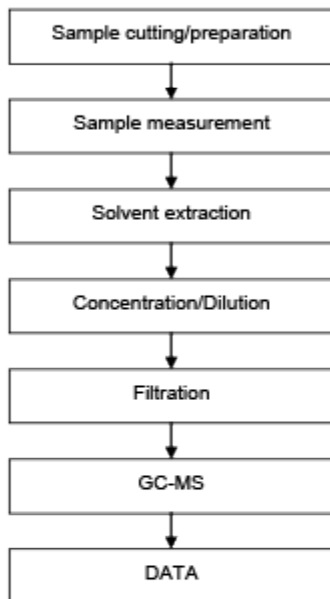 Sample cutting/preparation
Sample measurement
Solvent extraction
Concentration/Dilution
Filtration
GC-MS
DATA